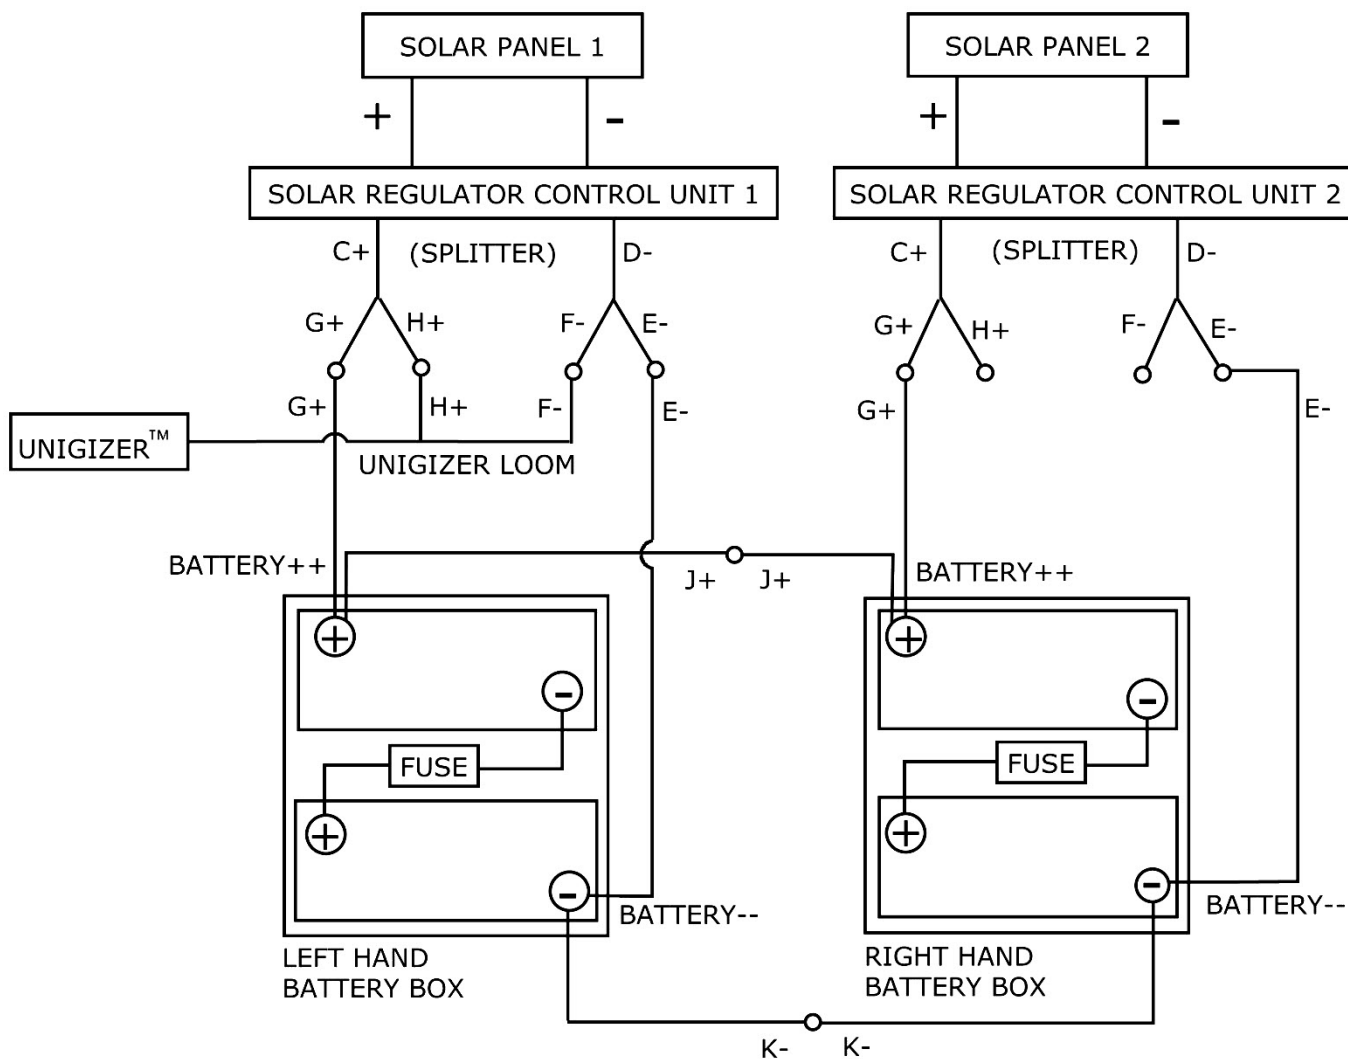 SOLAR PANEL 1
SOLAR PANEL 2
+
-
+
-
SOLAR REGULATOR CONTROL UNIT 1
SOLAR REGULATOR CONTROL UNIT 2
C+
(SPLITTER)
D-
C+
(SPLITTER)
D-
G+
H+
F-
E-
G+
H+
F-
E-
G+
H+
F-
E-
G+
E-
UNIGIZER™
UNIGIZER LOOM
BATTERY++
J+
J+
BATTERY++
+
-
FUSE
+
-
BATTERY--
+
-
FUSE
+
-
BATTERY--
LEFT HAND
BATTERY BOX
RIGHT HAND
BATTERY BOX
K-
K-